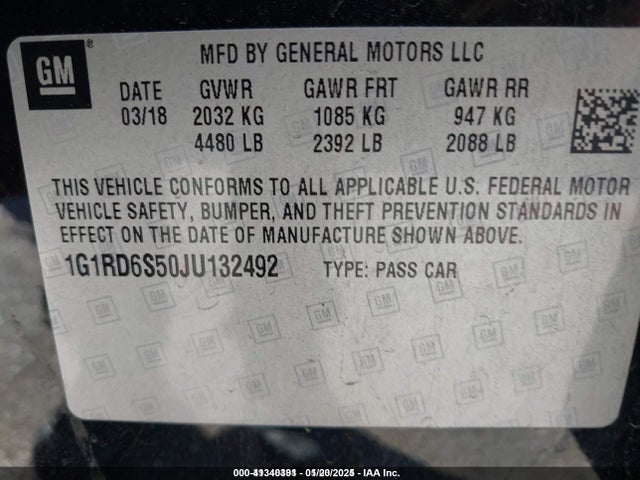 GM
MFD BY GENERAL MOTORS LLC
DATE GVWR GAWR FRT GAWR RR
03/18 2032 KG 1085 KG 947 KG
4480 LB 2392 LB 2088 LB
THIS VEHICLE CONFORMS TO ALL APPLICABLE U.S. FEDERAL MOTOR
VEHICLE SAFETY, BUMPER, AND THEFT PREVENTION STANDARDS IN
EFFECT ON THE DATE OF MANUFACTURE SHOWN ABOVE.
1G1RD6S50JU132492 TYPE: PASS CAR
IAA Inc.